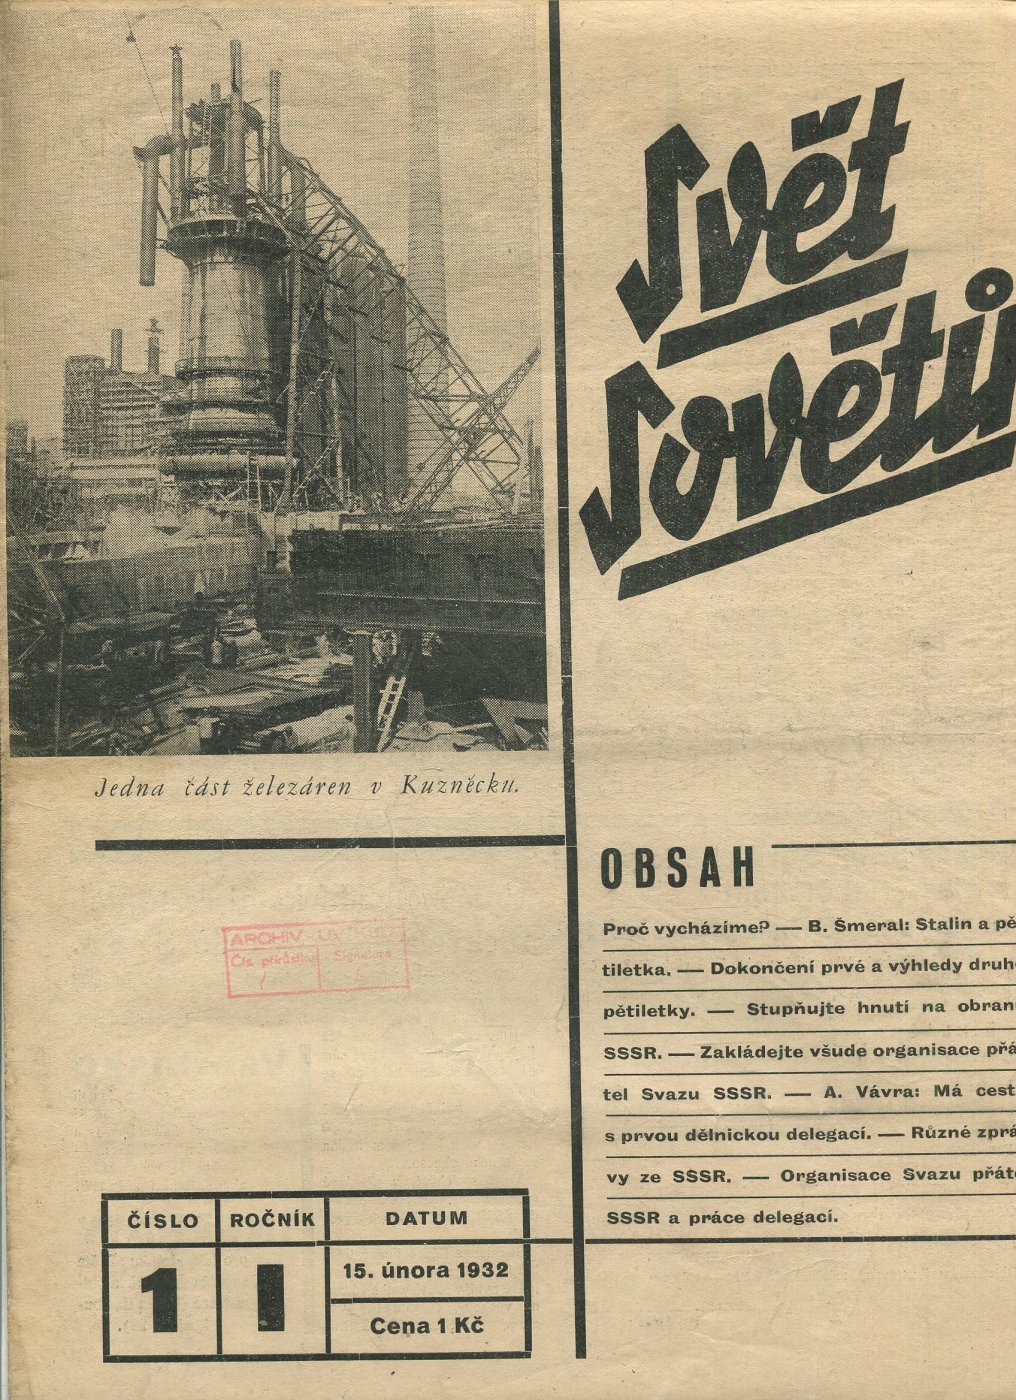 Svět
Sovětů
Jedna část železáren v Kuzněcku.
ARCHIV
Čís. přírůstku Signatura
OBSAH
Proč vycházíme? — B. Šmeral: Stalin a pě
tiletka. — Dokončení prvé a výhledy druh
pětiletky. — Stupňujte hnutí na obran
SSSR. — Zakládejte všude organisace přá
tel Svazu SSSR. — A. Vávra: Má cest
s prvou dělnickou delegací. — Různé zprá
vy ze SSSR. — Organisace Svazu přát
SSSR a práce delegací.
ČÍSLO ROČNÍK DATUM
1 I 15. února 1932
Cena 1 Kč